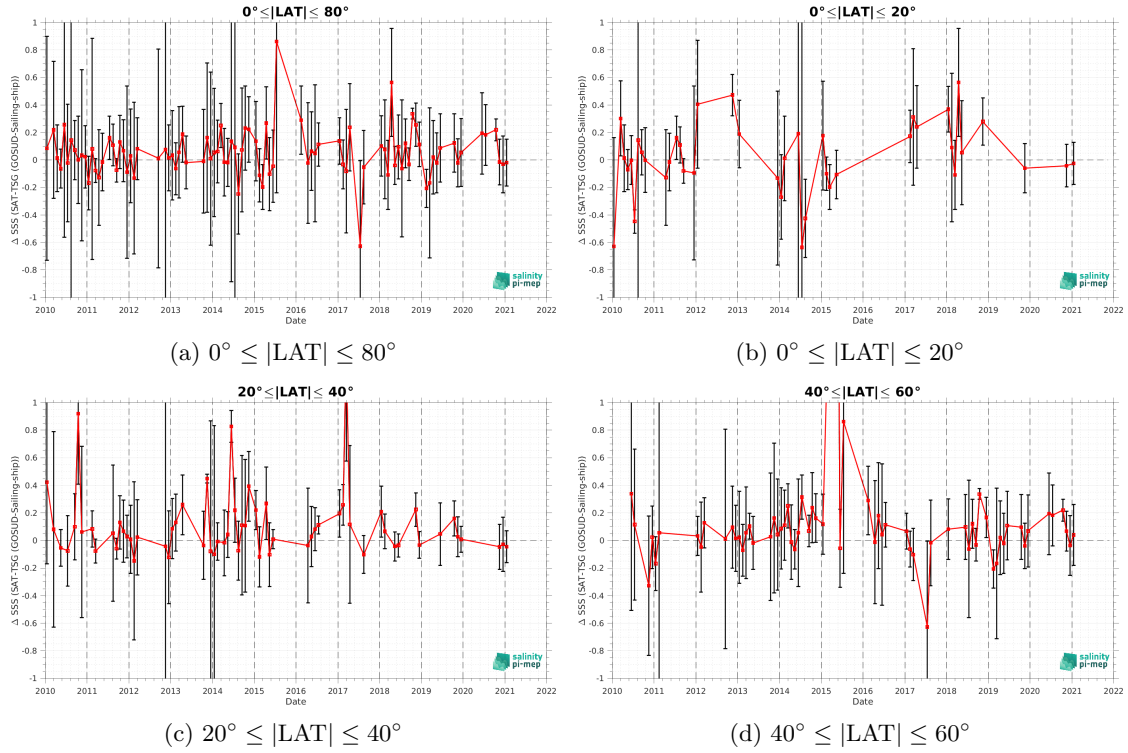 0°≤|LAT|≤ 80°
Δ SSS (SAT-TSG (GOSUD-Sailing-ship))
1
0.8
0.6
0.4
0.2
0
-0.2
-0.4
-0.6
-0.8
-1
2010 2011 2012 2013 2014 2015 2016 2017 2018 2019 2020 2021 2022
Date
salinity
pi-mep
(a) 0° ≤ |LAT| ≤ 80°
0°≤|LAT|≤ 20°
Δ SSS (SAT-TSG (GOSUD-Sailing-ship))
1
0.8
0.6
0.4
0.2
0
-0.2
-0.4
-0.6
-0.8
-1
2010 2011 2012 2013 2014 2015 2016 2017 2018 2019 2020 2021 2022
Date
salinity
pi-mep
(b) 0° ≤ |LAT| ≤ 20°
20°≤|LAT|≤ 40°
Δ SSS (SAT-TSG (GOSUD-Sailing-ship))
1
0.8
0.6
0.4
0.2
0
-0.2
-0.4
-0.6
-0.8
-1
2010 2011 2012 2013 2014 2015 2016 2017 2018 2019 2020 2021 2022
Date
salinity
pi-mep
(c) 20° ≤ |LAT| ≤ 40°
40°≤|LAT|≤ 60°
Δ SSS (SAT-TSG (GOSUD-Sailing-ship))
1
0.8
0.6
0.4
0.2
0
-0.2
-0.4
-0.6
-0.8
-1
2010 2011 2012 2013 2014 2015 2016 2017 2018 2019 2020 2021 2022
Date
salinity
pi-mep
(d) 40° ≤ |LAT| ≤ 60°